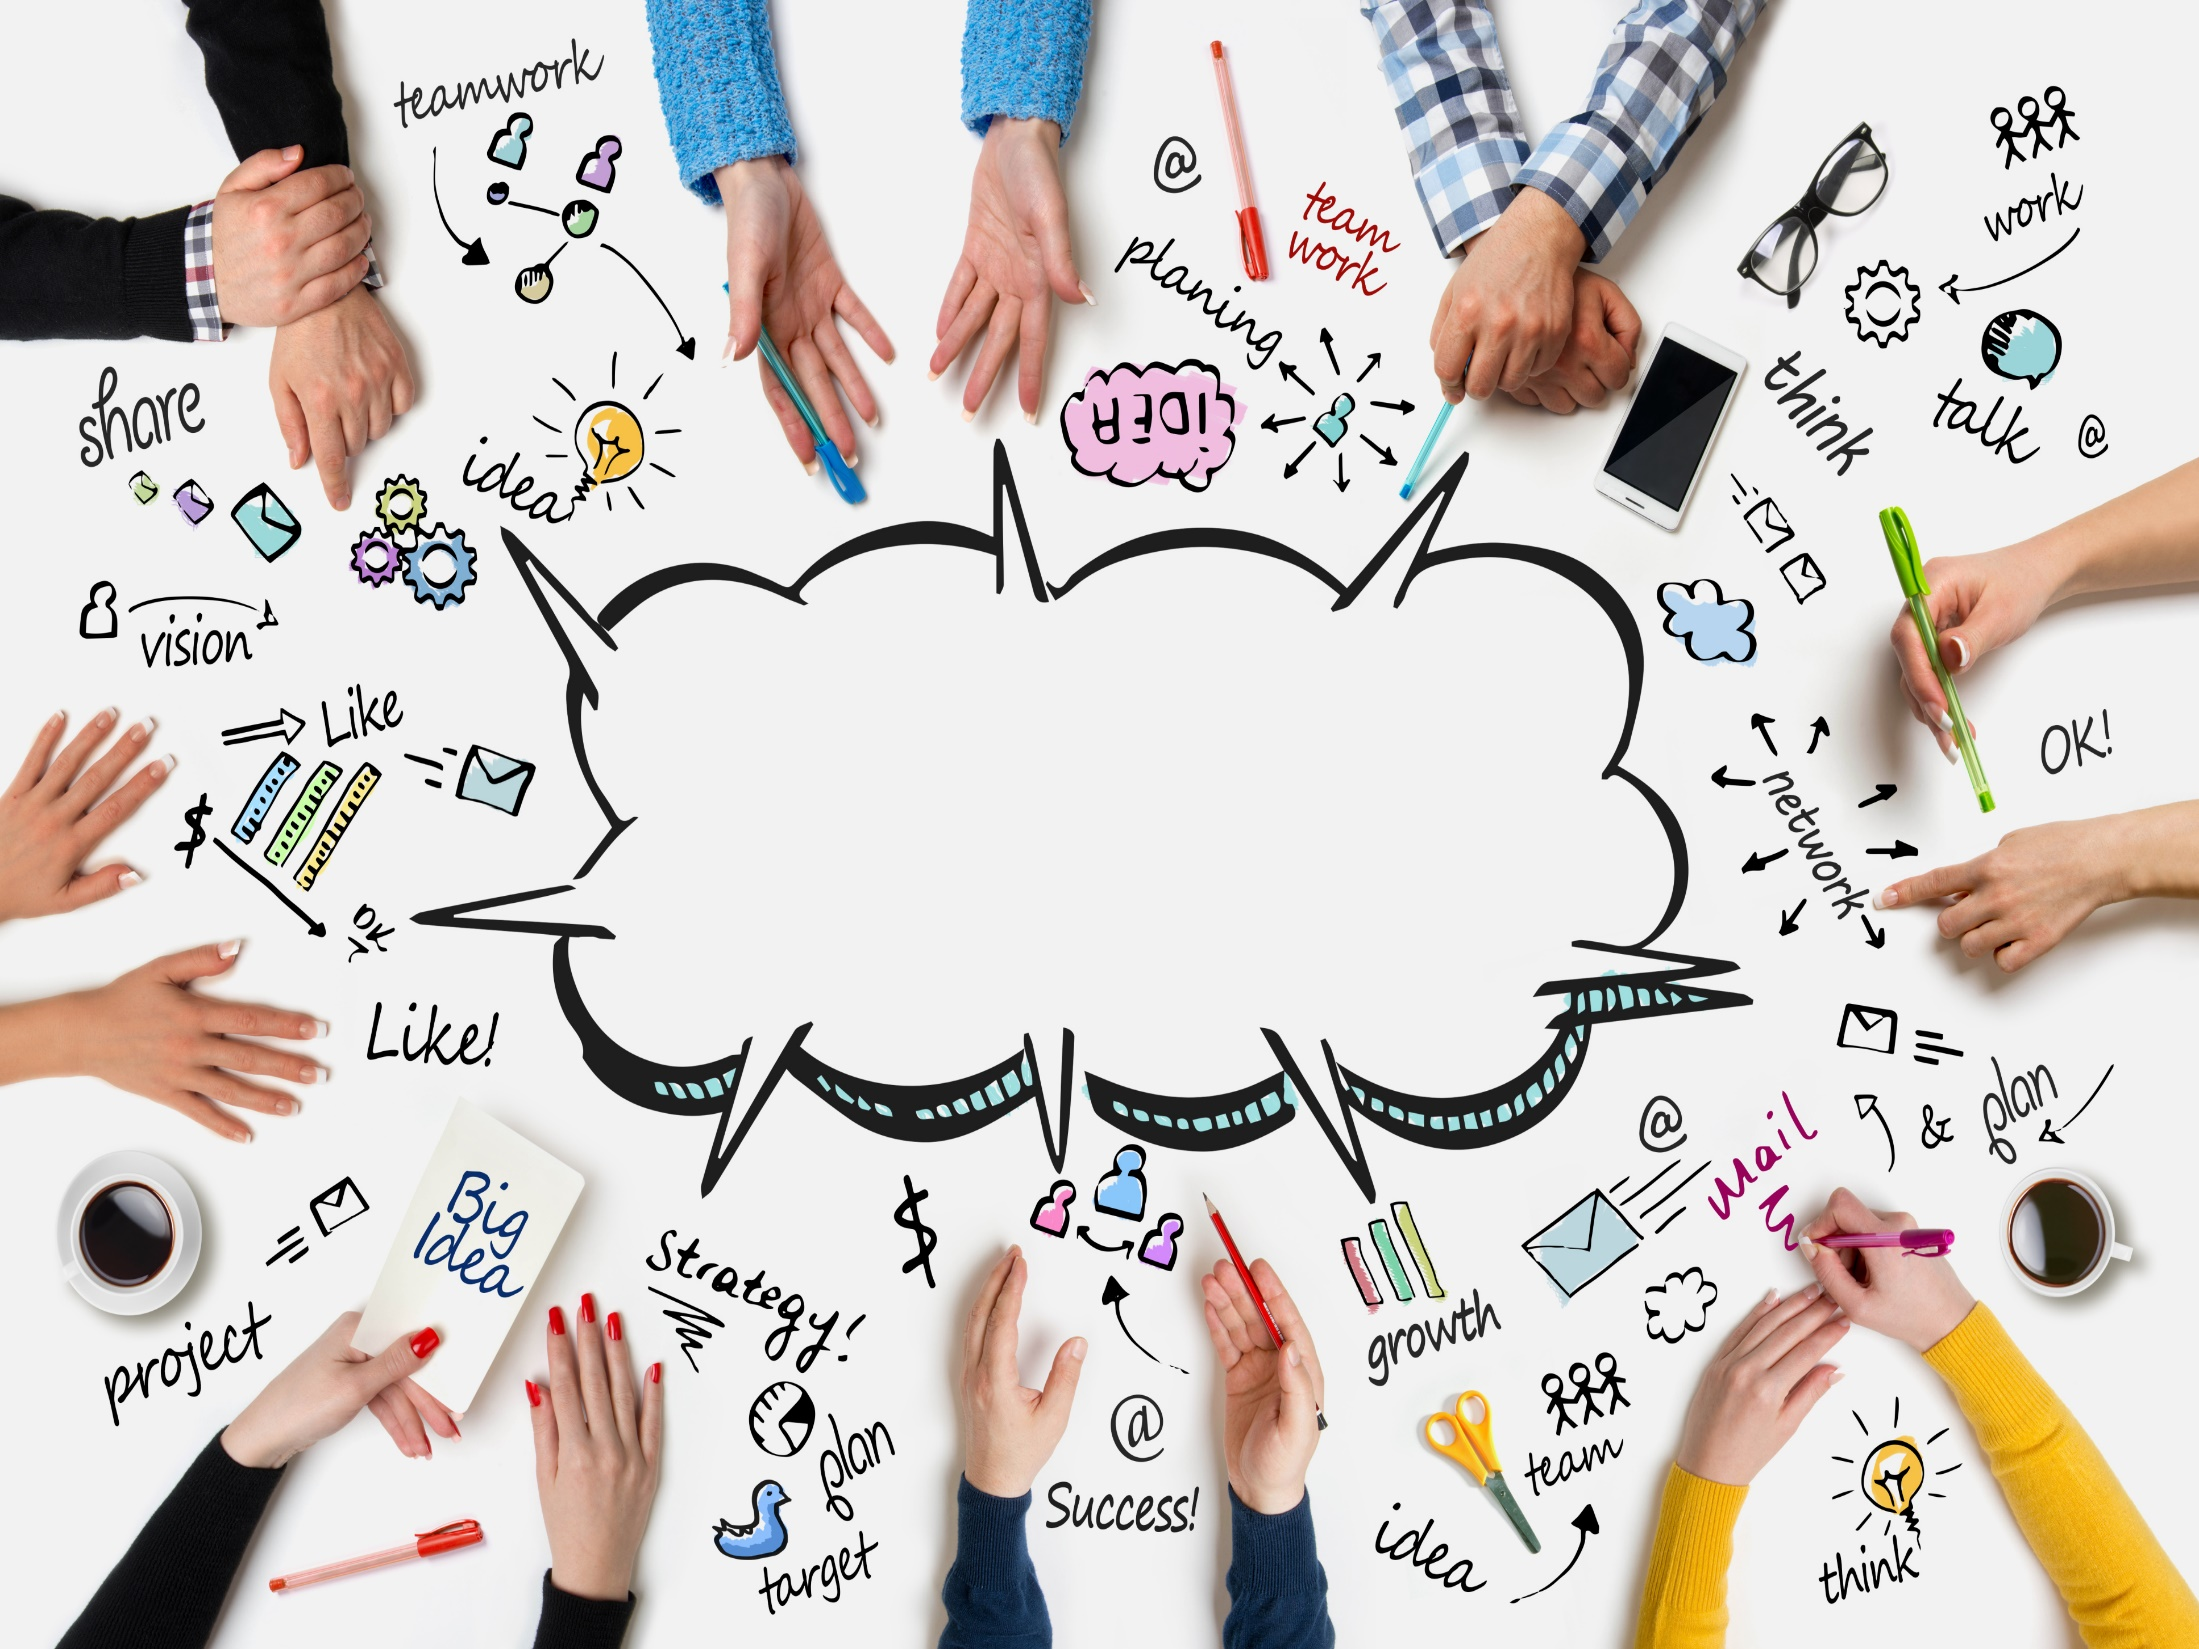 teamwork
@
team
work
planing
work
share
idea
IDEA
think
talk
@
vision
Like
$
OK
network
OK!
Like!
&
plan
@
Mail
Big
Idea
$
strategy!
project
growth
plan
@
team
Success!
target
idea
think